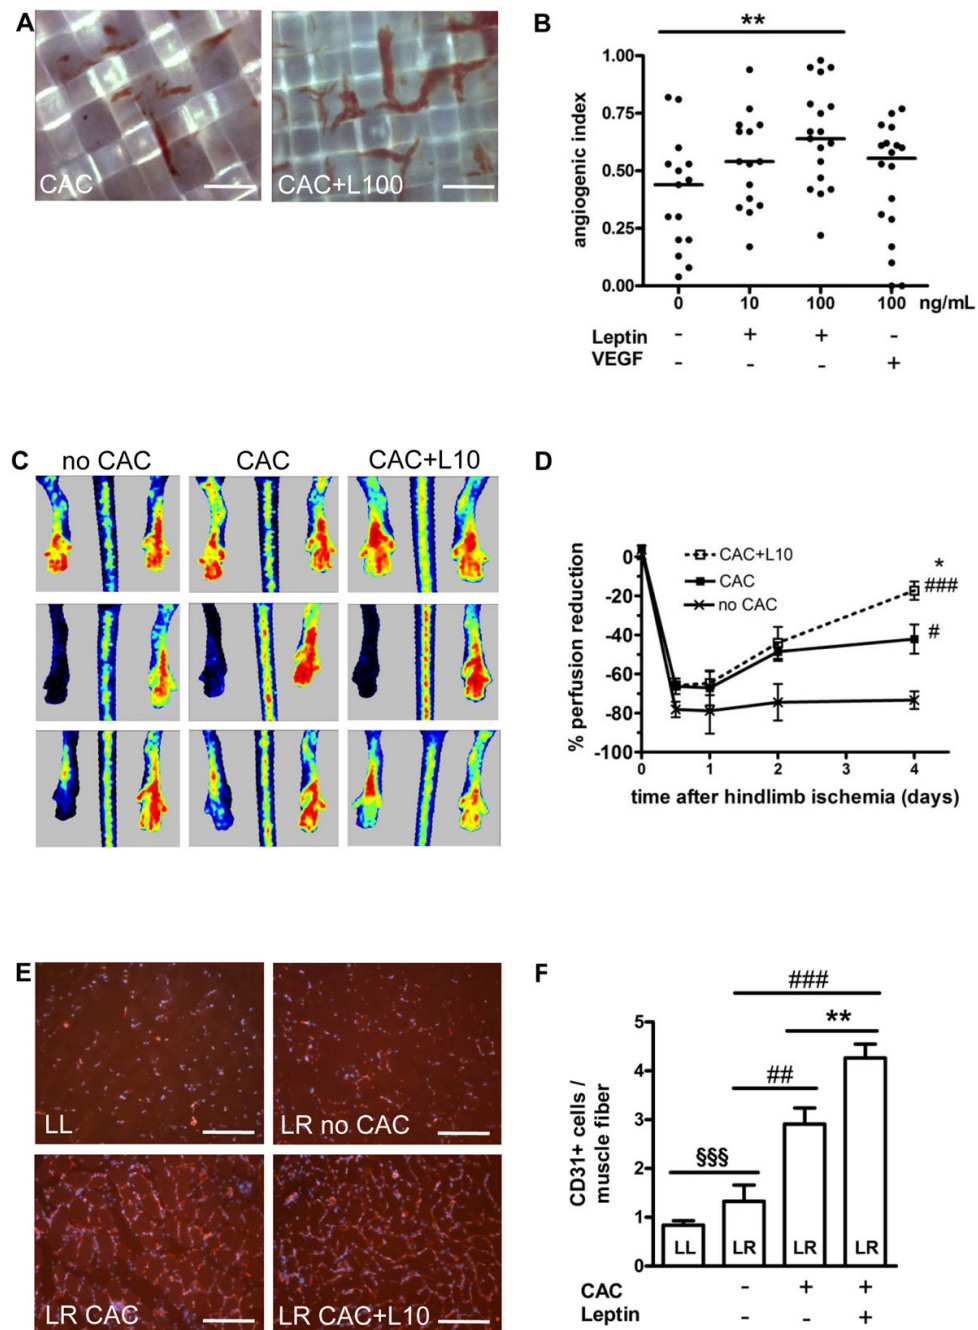 A
CAC
CAC+L100
B
**
angiogenic index
1.00
0.75
0.50
0.25
0.00
0 10 100 100 ng/mL
Leptin - + + -
VEGF - - - +
C
no CAC CAC CAC+L10
D
% perfusion reduction
0
-20
-40
-60
-80
-100
CAC+L10
CAC
no CAC
*
###
#
0 1 2 3 4
time after hindlimb ischemia (days)
E
LL
LR no CAC
LR CAC
LR CAC+L10
F
CD31+ cells /
muscle fiber
5
4
3
2
1
0
###
**
##
§§§
LL LR LR LR
CAC - + +
Leptin - - +